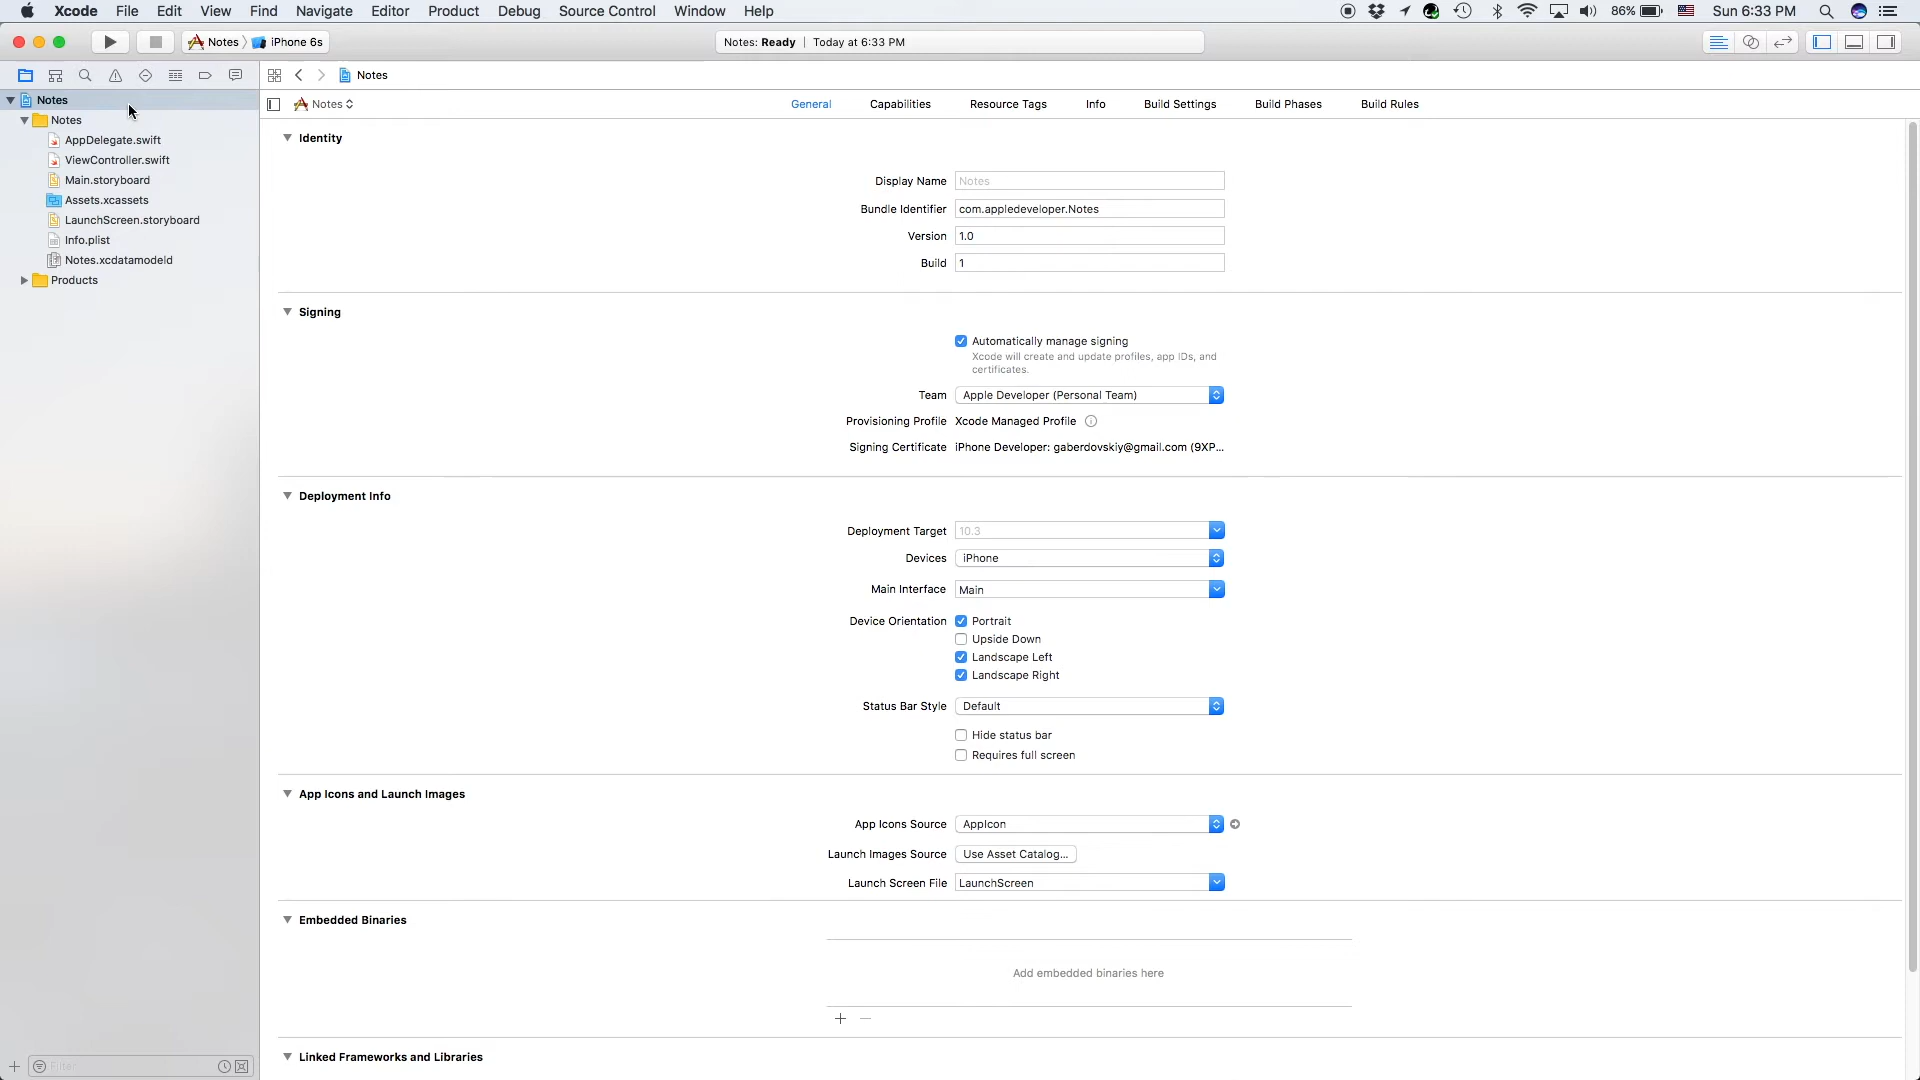 Xcode File Edit View Find Navigate Editor Product Debug Source Control Window Help 86% Sun 6:33 PM
Notes iPhone 6s Notes: Ready | Today at 6:33 PM
Notes
Notes
Notes General Capabilities Resource Tags Info Build Settings Build Phases Build Rules
Notes
AppDelegate.swift
ViewController.swift
Main.storyboard
Assets.xcassets
LaunchScreen.storyboard
Info.plist
Notes.xcdatamodeld
Products
Identity
Display Name Notes
Bundle Identifier com.appledeveloper.Notes
Version 1.0
Build 1
Signing
Automatically manage signing
Xcode will create and update profiles, app IDs, and
certificates.
Team Apple Developer (Personal Team)
Provisioning Profile Xcode Managed Profile
Signing Certificate iPhone Developer: gaberdovskiy@gmail.com (9XP...
Deployment Info
Deployment Target 10.3
Devices iPhone
Main Interface Main
Device Orientation Portrait
Upside Down
Landscape Left
Landscape Right
Status Bar Style Default
Hide status bar
Requires full screen
App Icons and Launch Images
App Icons Source AppIcon
Launch Images Source Use Asset Catalog...
Launch Screen File LaunchScreen
Embedded Binaries
Add embedded binaries here
Linked Frameworks and Libraries
Filter